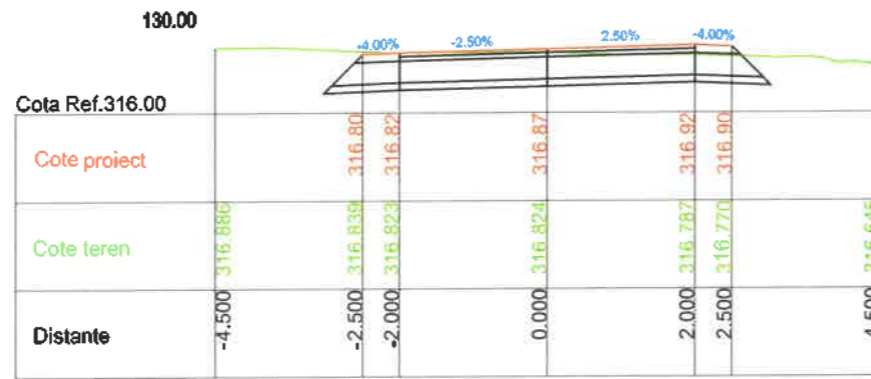 130.00
-4.00% -2.50% 2.50% -4.00%
Cota Ref.316.00
Cote proiect 316.80 316.82 316.87 316.92 316.90
Cote teren 316.886 316.839 316.823 316.824 316.787 316.770 316.645
Distante -4.500 -2.500 -2.000 0.000 2.000 2.500 4.500